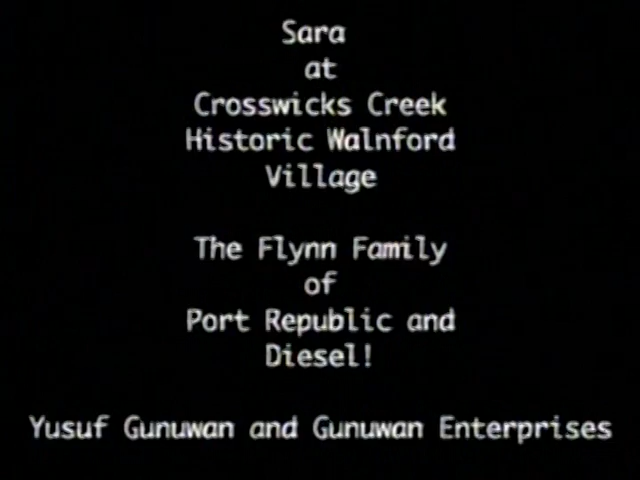 Sara
at
Crosswicks Creek
Historic Walnford
Village
The Flynn Family
of
Port Republic and
Diesel!
Yusuf Gunuwan and Gunuwan Enterprises